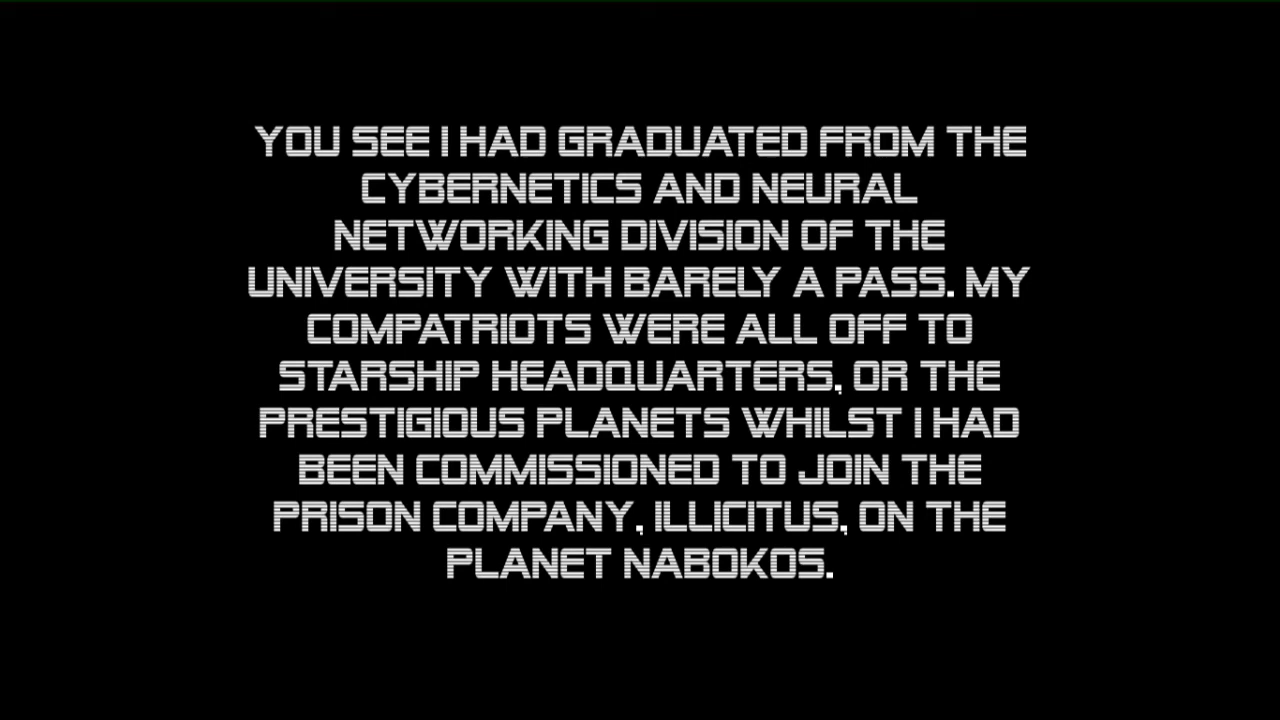 YOU SEE I HAD GRADUATED FROM THE
CYBERNETICS AND NEURAL
NETWORKING DIVISION OF THE
UNIVERSITY WITH BARELY A PASS. MY
COMPATRIOTS WERE ALL OFF TO
STARSHIP HEADQUARTERS, OR THE
PRESTIGIOUS PLANETS WHILST I HAD
BEEN COMMISSIONED TO JOIN THE
PRISON COMPANY, ILLICITUS, ON THE
PLANET NABOKOS.